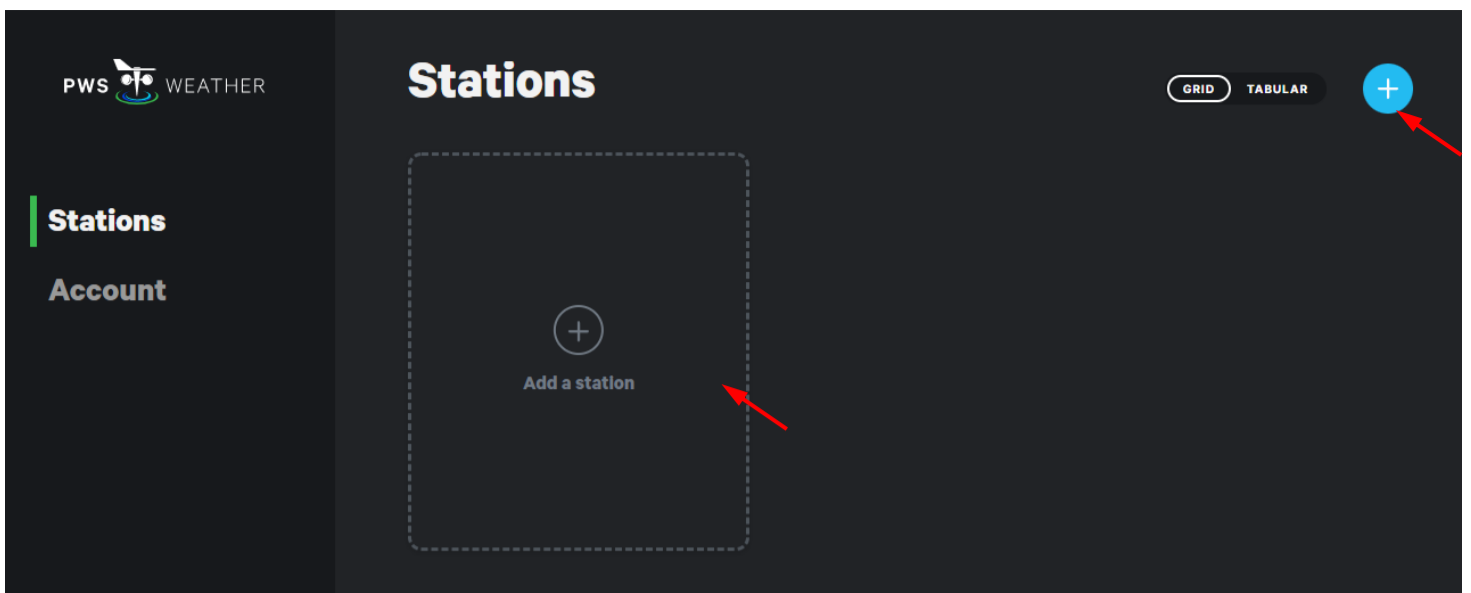 PWS WEATHER
Stations
GRID TABULAR
Stations
Account
Add a station